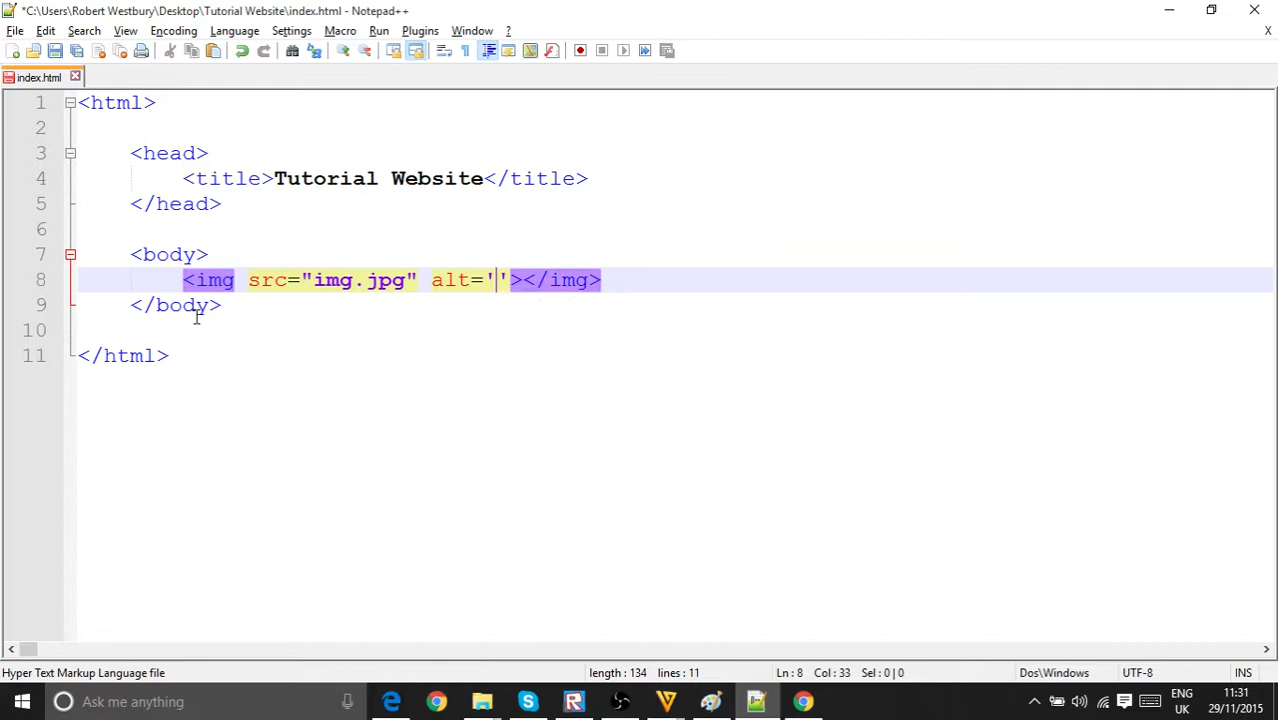 *C:\Users\Robert Westbury\Desktop\Tutorial Website\index.html - Notepad++
File Edit Search View Encoding Language Settings Macro Run Plugins Window ? X
index.html
1 <html>
2
3 <head>
4 <title>Tutorial Website</title>
5 </head>
6
7 <body>
8 <img src="img.jpg" alt=''></img>
9 </body>
10
11 </html>
Hyper Text Markup Language file length : 134 lines : 11 Ln : 8 Col : 33 Sel : 0 | 0 Dos\Windows UTF-8 INS
Ask me anything ENG 11:31
UK 29/11/2015